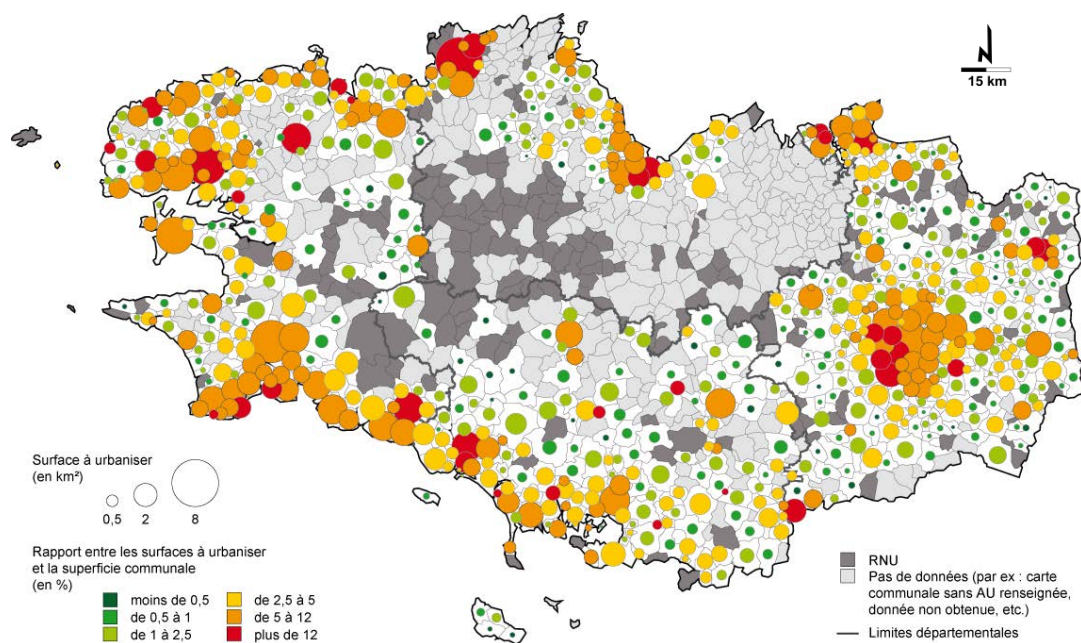 15 km
Surface à urbaniser
(en km²)
0,5 2 8
Rapport entre les surfaces à urbaniser
et la superficie communale
(en %)
moins de 0,5
de 0,5 à 1
de 1 à 2,5
de 2,5 à 5
de 5 à 12
plus de 12
RNU
Pas de données (par ex : carte
communale sans AU renseignée,
donnée non obtenue, etc.)
Limites départementales